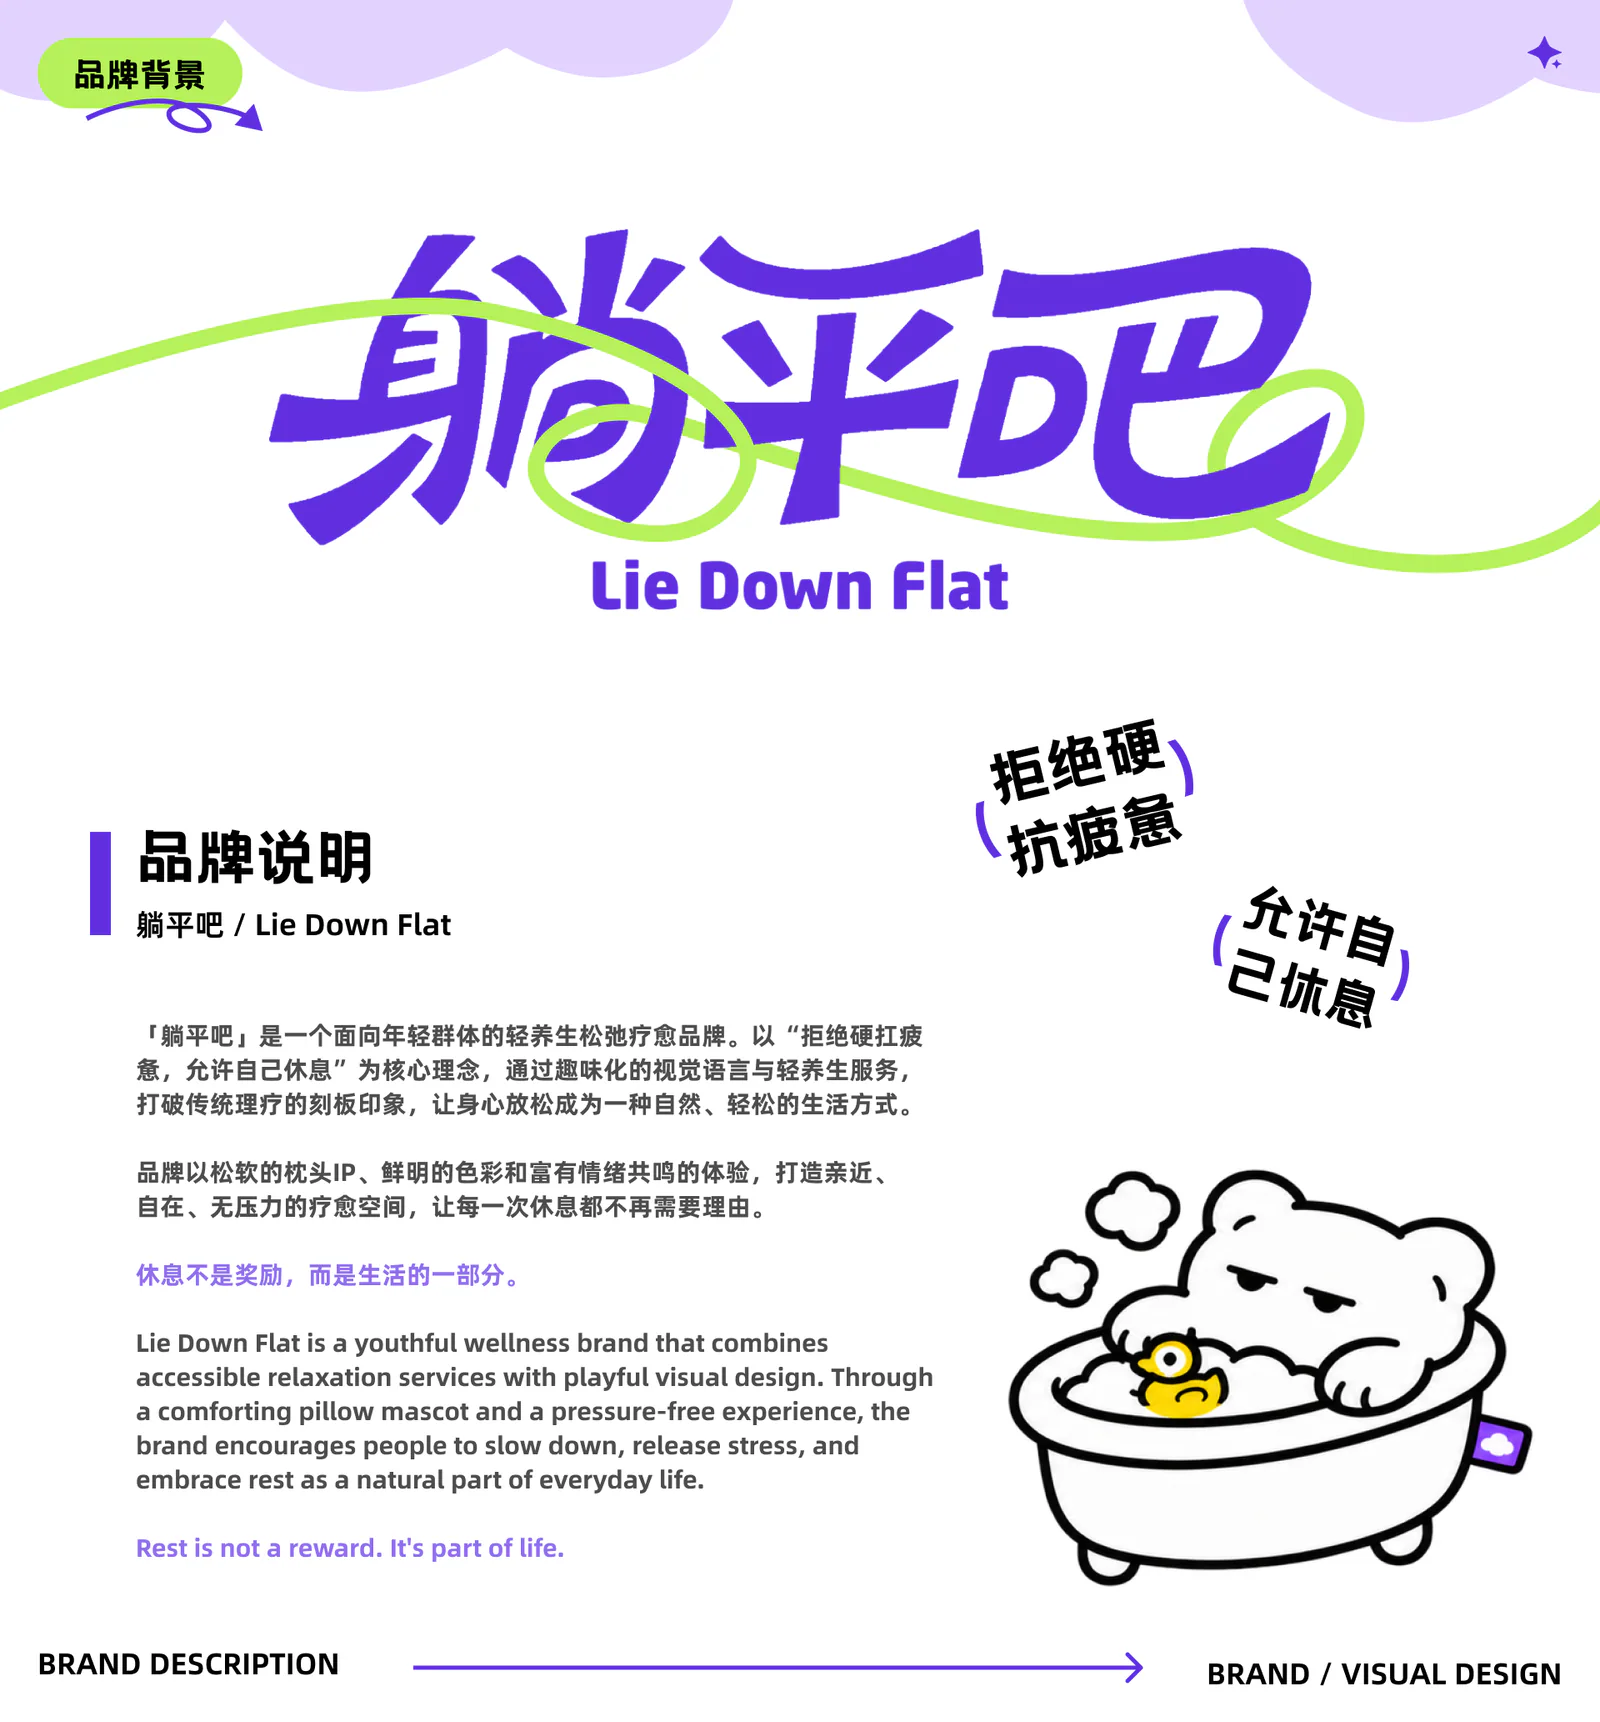 品牌背景
躺平吧
Lie Down Flat
拒绝硬
抗疲惫
品牌说明
躺平吧 / Lie Down Flat
允许自
己休息
「躺平吧」是一个面向年轻群体的轻养生松弛疗愈品牌。以“拒绝硬扛疲
惫，允许自己休息”为核心理念，通过趣味化的视觉语言与轻养生服务，
打破传统理疗的刻板印象，让身心放松成为一种自然、轻松的生活方式。
品牌以松软的枕头IP、鲜明的色彩和富有情绪共鸣的体验，打造亲近、
自在、无压力的疗愈空间，让每一次休息都不再需要理由。
休息不是奖励，而是生活的一部分。
Lie Down Flat is a youthful wellness brand that combines
accessible relaxation services with playful visual design. Through
a comforting pillow mascot and a pressure-free experience, the
brand encourages people to slow down, release stress, and
embrace rest as a natural part of everyday life.
Rest is not a reward. It's part of life.
BRAND DESCRIPTION
BRAND / VISUAL DESIGN